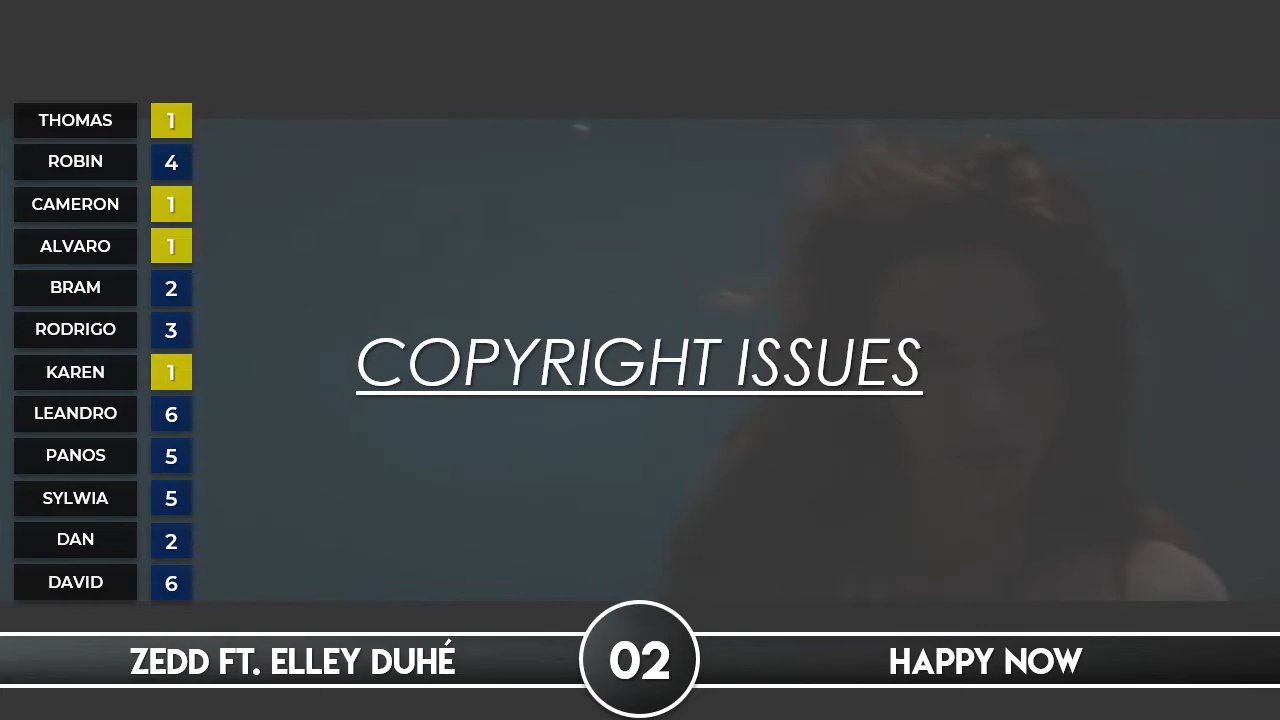 THOMAS 1
ROBIN 4
CAMERON 1
ALVARO 1
BRAM 2
RODRIGO 3
KAREN 1
LEANDRO 6
PANOS 5
SYLWIA 5
DAN 2
DAVID 6
COPYRIGHT ISSUES
ZEDD FT. ELLEY DUHÉ 02 HAPPY NOW